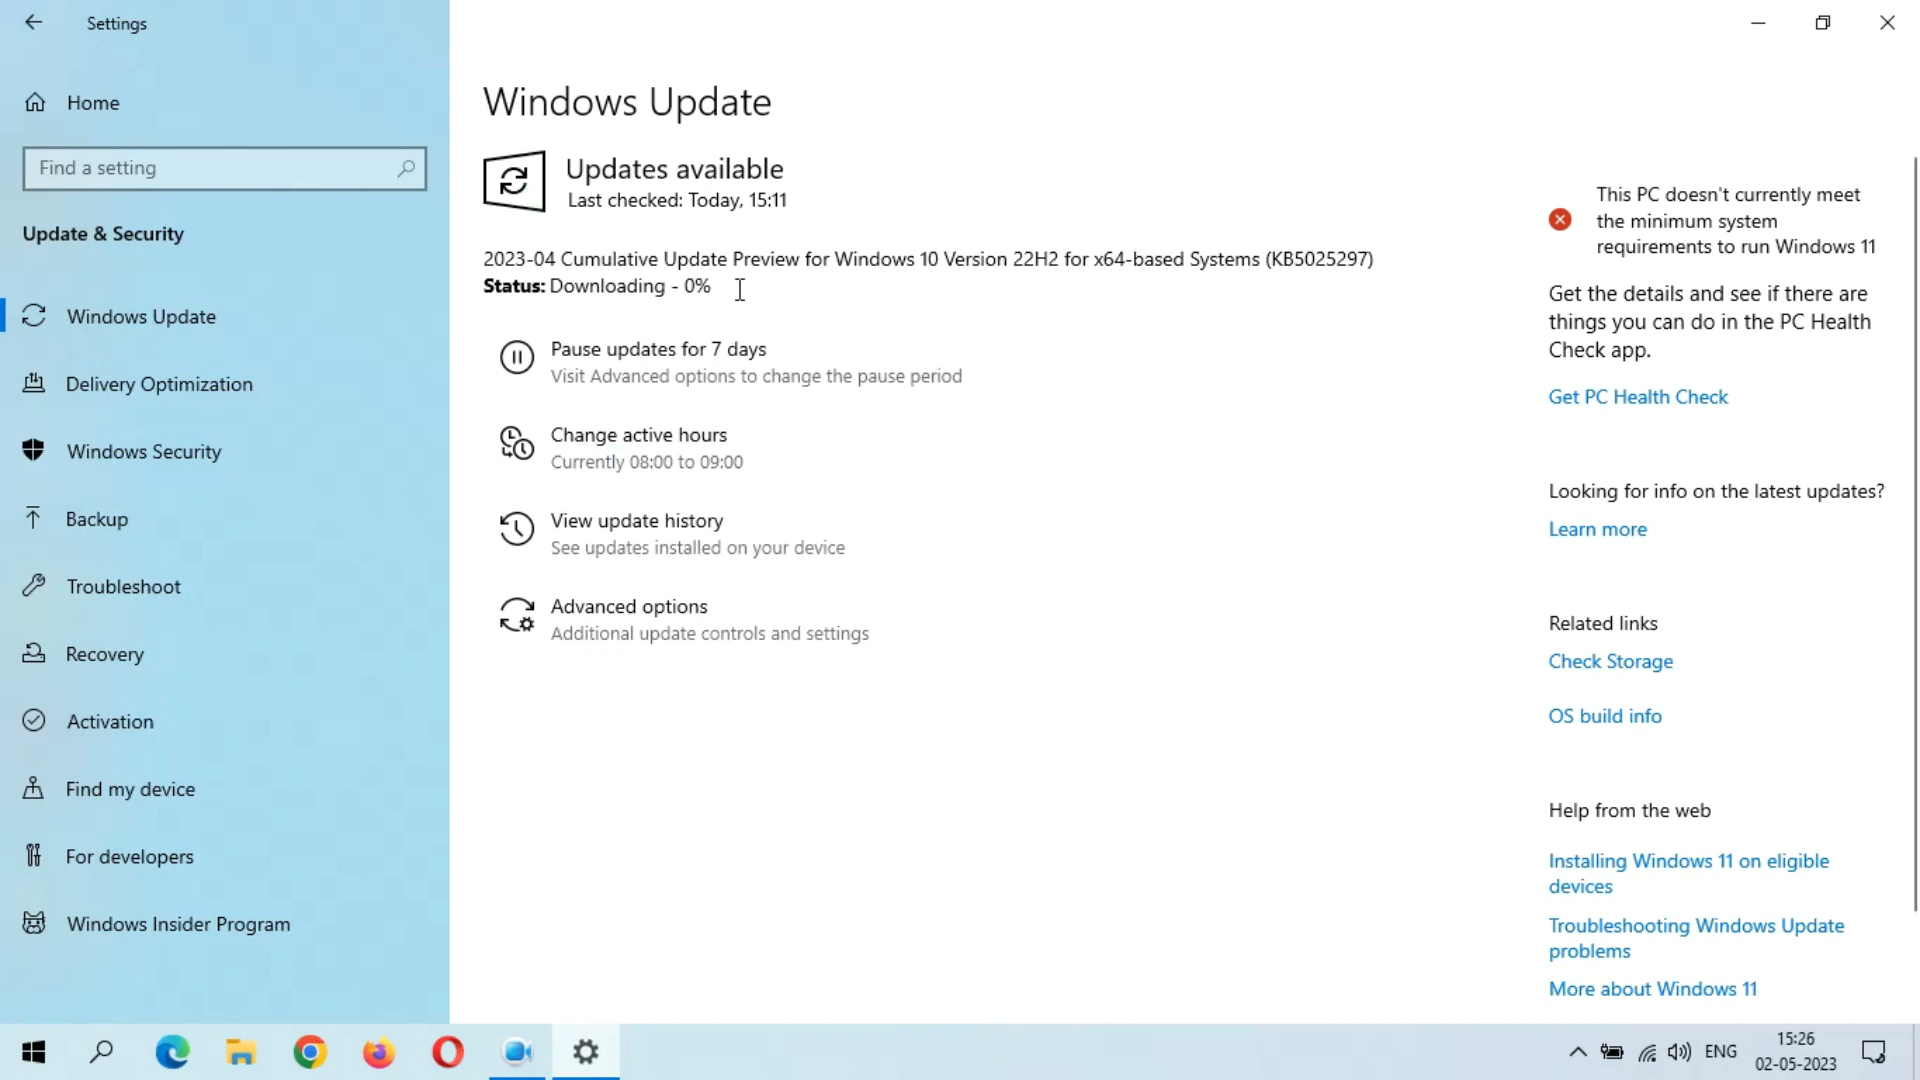 Settings
Home
Find a setting
Update & Security
Windows Update
Delivery Optimization
Windows Security
Backup
Troubleshoot
Recovery
Activation
Find my device
For developers
Windows Insider Program
Windows Update
Updates available
Last checked: Today, 15:11
2023-04 Cumulative Update Preview for Windows 10 Version 22H2 for x64-based Systems (KB5025297)
Status: Downloading - 0%
Pause updates for 7 days
Visit Advanced options to change the pause period
Change active hours
Currently 08:00 to 09:00
View update history
See updates installed on your device
Advanced options
Additional update controls and settings
This PC doesn't currently meet
the minimum system
requirements to run Windows 11
Get the details and see if there are
things you can do in the PC Health
Check app.
Get PC Health Check
Looking for info on the latest updates?
Learn more
Related links
Check Storage
OS build info
Help from the web
Installing Windows 11 on eligible
devices
Troubleshooting Windows Update
problems
More about Windows 11
ENG
15:26
02-05-2023